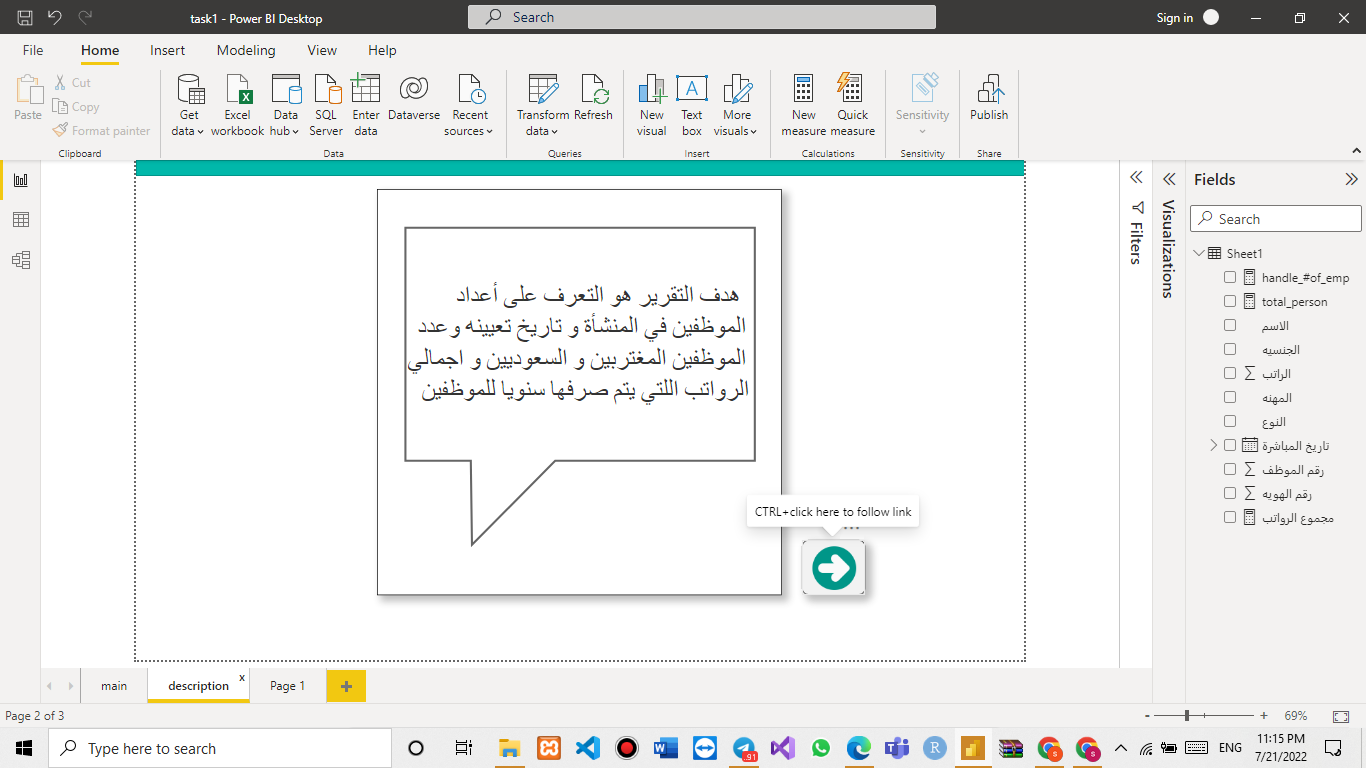 task1 - Power BI Desktop
Search
Sign in
File
Home
Insert
Modeling
View
Help
Paste
Cut
Copy
Format painter
Clipboard
Get data
Excel workbook
Data hub
SQL Server
Enter data
Dataverse
Recent sources
Data
Transform data
Refresh
Queries
New visual
Text box
More visuals
Insert
New measure
Quick measure
Calculations
Sensitivity
Sensitivity
Publish
Share
هدف التقرير هو التعرف على أعداد
الموظفين في المنشأة و تاريخ تعيينه وعدد
الموظفين المغتربين و السعوديين و اجمالي
الرواتب اللتي يتم صرفها سنويا للموظفين
CTRL+click here to follow link
Filters
Visualizations
Fields
Search
Sheet1
handle_#of_emp
total_person
الاسم
الجنسيه
الراتب
المهنه
النوع
تاريخ المباشرة
رقم الموظف
رقم الهويه
مجموع الرواتب
main
description
x
Page 1
Page 2 of 3
69%
Type here to search
.91
ENG
11:15 PM
7/21/2022